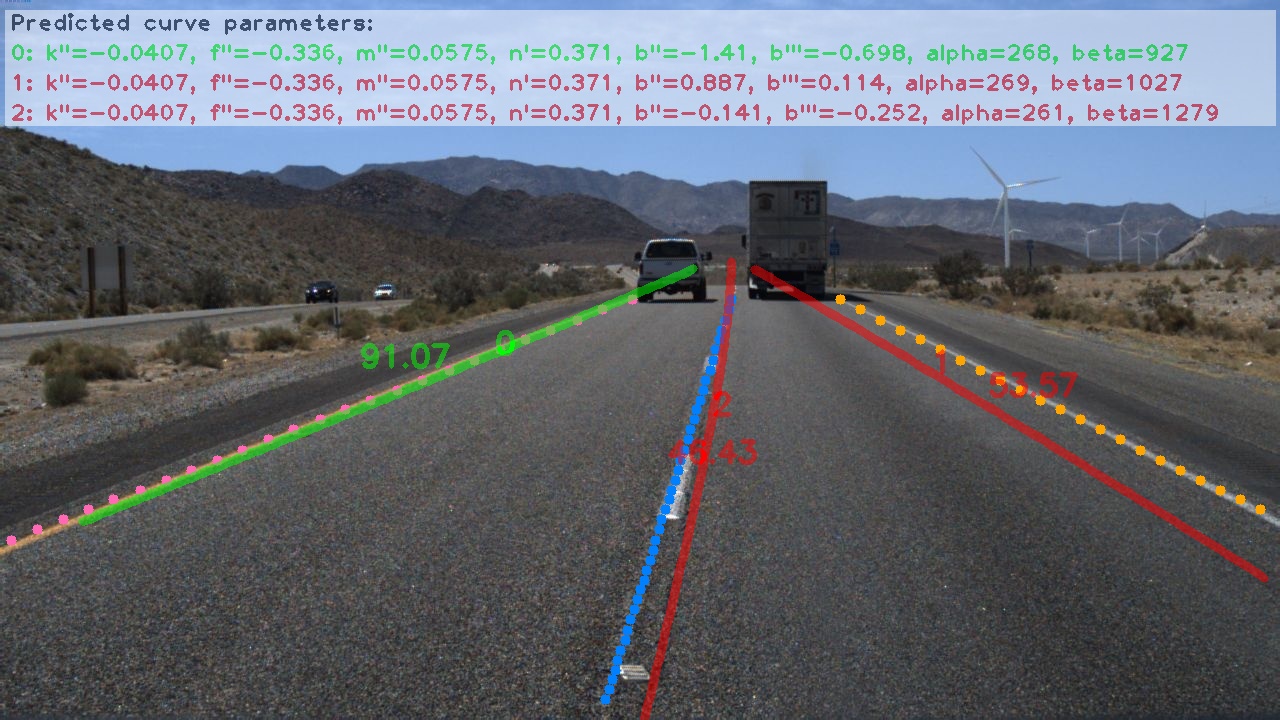 Predicted curve parameters:
0: k''=-0.0407, f''=-0.336, m''=0.0575, n'=0.371, b''=-1.41, b'''=-0.698, alpha=268, beta=927
1: k''=-0.0407, f''=-0.336, m''=0.0575, n'=0.371, b''=0.887, b'''=0.114, alpha=269, beta=1027
2: k''=-0.0407, f''=-0.336, m''=0.0575, n'=0.371, b''=-0.141, b'''=-0.252, alpha=261, beta=1279
0
91.07
1
2